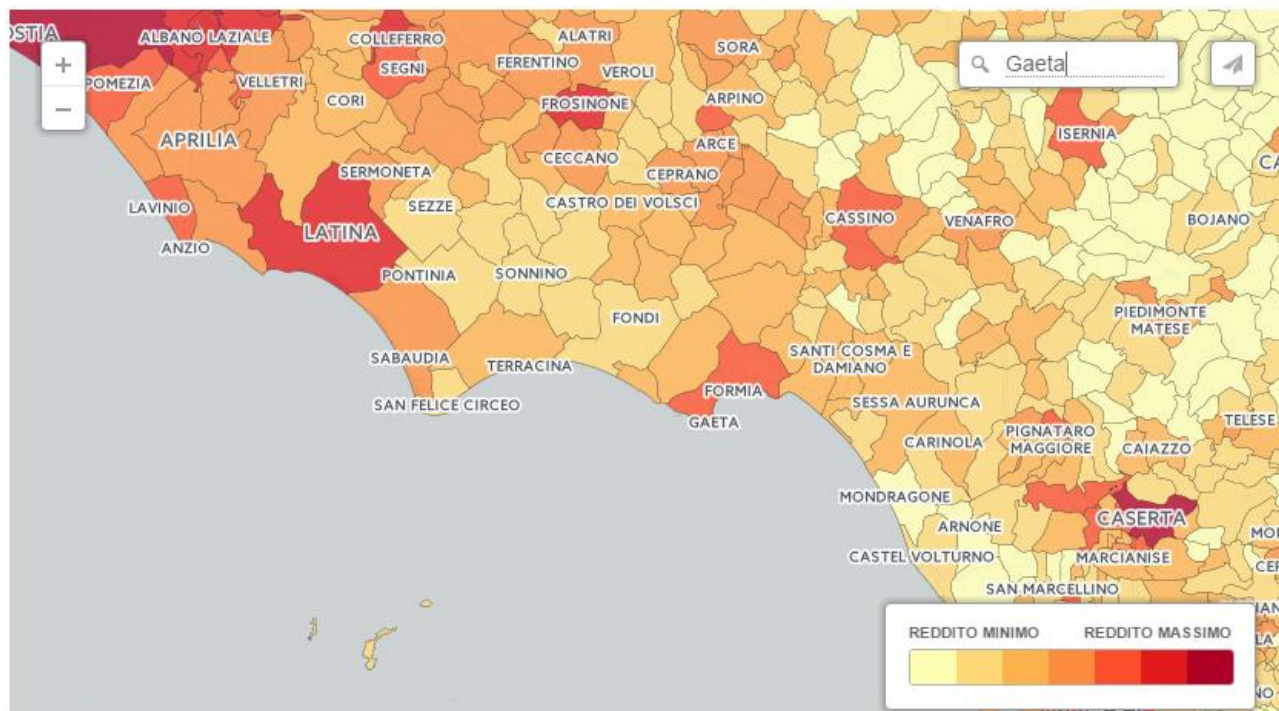 ALBANO LAZIALE
COLLEFERRO
ALATRI
SORA
+
Gaeta
POMEZIA
VELLETRI
SEGNI
FERENTINO
VEROLI
−
CORI
FROSINONE
ARPINO
ISERNIA
APRILIA
ARCE
CECCANO
SERMONETA
CEPRANO
LAVINIO
SEZZE
CASTRO DEI VOLSCI
CASSINO
VENAFRO
BOJANO
LATINA
ANZIO
PONTINIA
SONNINO
FONDI
PIEDIMONTE
MATESE
SABAUDIA
TERRACINA
SANTI COSMA E
DAMIANO
FORMIA
SAN FELICE CIRCEO
SESSA AURUNCA
GAETA
TELESE
PIGNATARO
MAGGIORE
CARINOLA
CAIAZZO
MONDRAGONE
CASERTA
ARNONE
CASTEL VOLTURNO
MARCIANISE
SAN MARCELLINO
REDDITO MINIMO
REDDITO MASSIMO